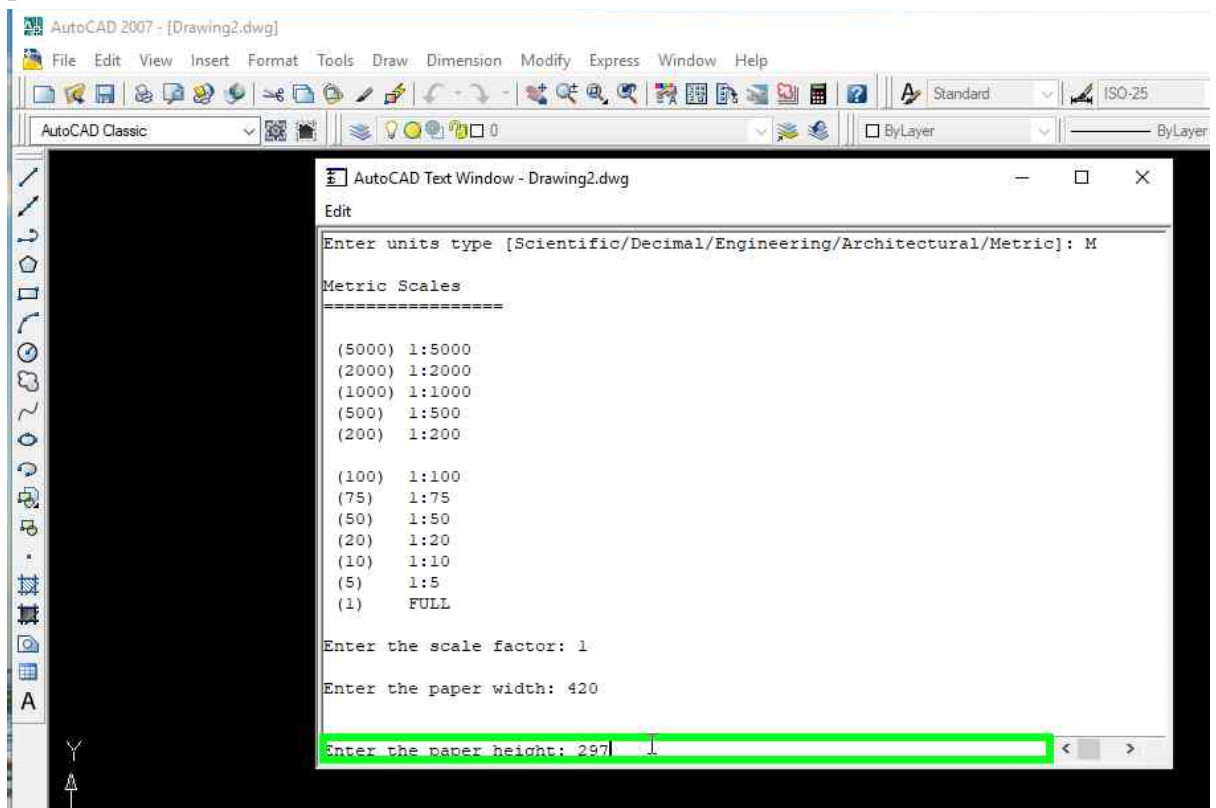 AutoCAD 2007 - [Drawing2.dwg]
File Edit View Insert Format Tools Draw Dimension Modify Express Window Help
Standard ISO-25
AutoCAD Classic 0 ByLayer ByLayer
AutoCAD Text Window - Drawing2.dwg
Edit
Enter units type [Scientific/Decimal/Engineering/Architectural/Metric]: M
Metric Scales
=================
(5000) 1:5000
(2000) 1:2000
(1000) 1:1000
(500) 1:500
(200) 1:200
(100) 1:100
(75) 1:75
(50) 1:50
(20) 1:20
(10) 1:10
(5) 1:5
(1) FULL
Enter the scale factor: 1
Enter the paper width: 420
Enter the paper height: 297
A
Y